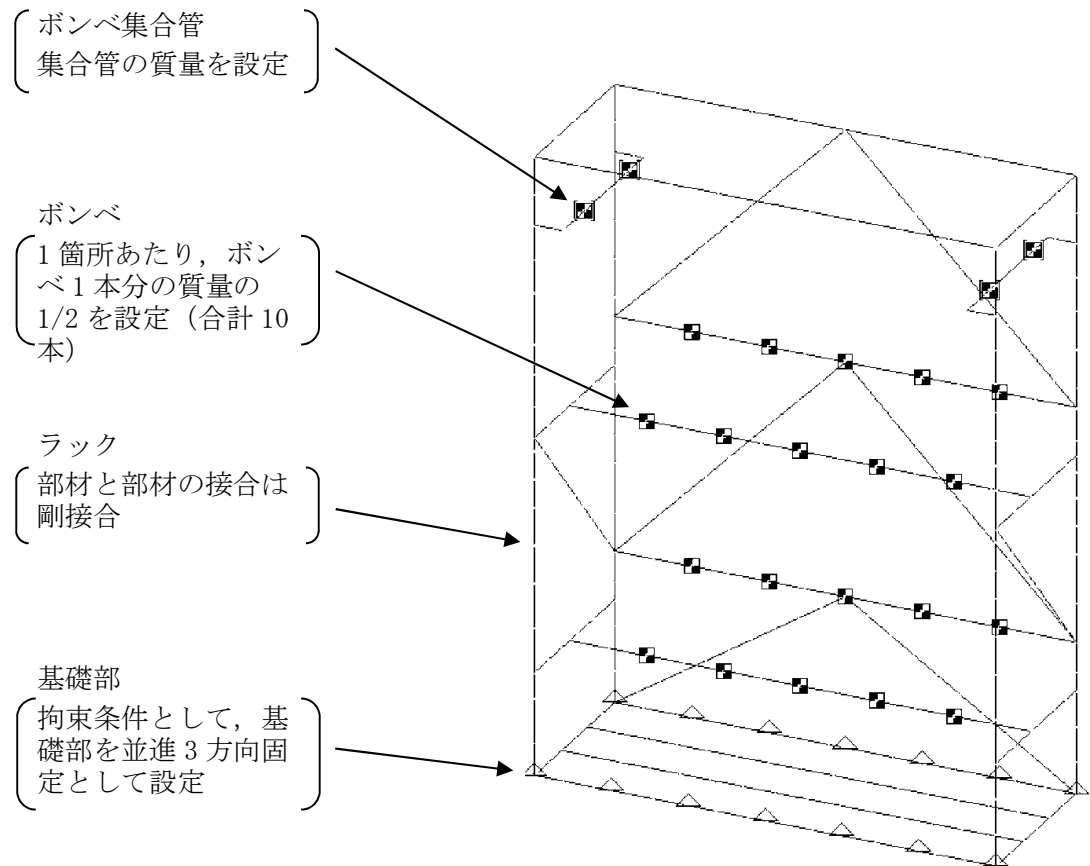 ボンベ集合管
集合管の質量を設定
ボンベ
1 箇所あたり，ボン
ベ 1 本分の質量の
1/2 を設定（合計 10
本）
ラック
部材と部材の接合は
剛接合
基礎部
拘束条件として，基
礎部を並進 3 方向固
定として設定